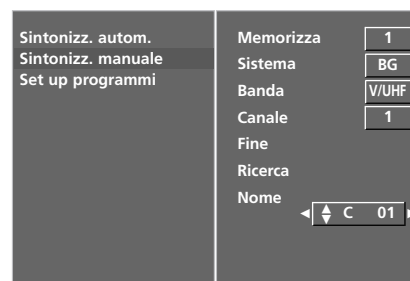 Sintonizz. autom.
Sintonizz. manuale
Set up programmi
Memorizza 1
Sistema BG
Banda V/UHF
Canale 1
Fine
Ricerca
Nome
C 01